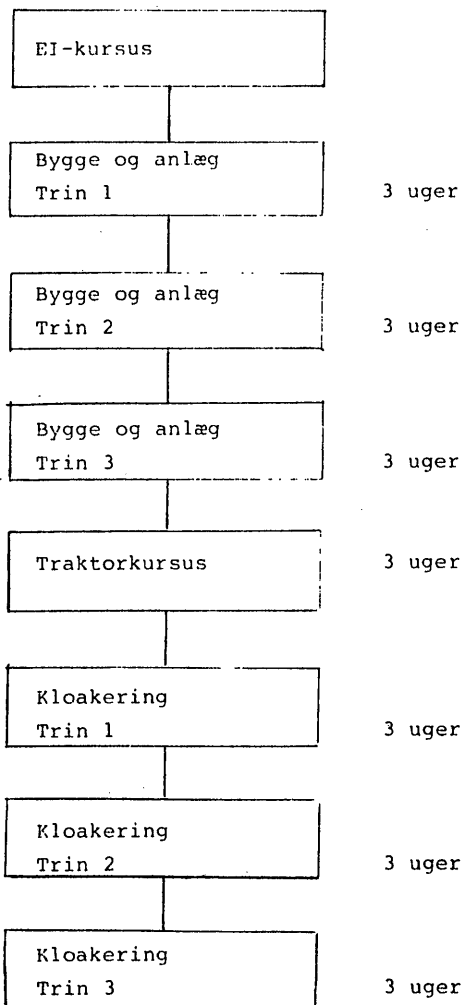 EI-kursus
Bygge og anlæg
Trin 1 3 uger
Bygge og anlæg
Trin 2 3 uger
Bygge og anlæg
Trin 3 3 uger
Traktorkursus 3 uger
Kloakering
Trin 1 3 uger
Kloakering
Trin 2 3 uger
Kloakering
Trin 3 3 uger